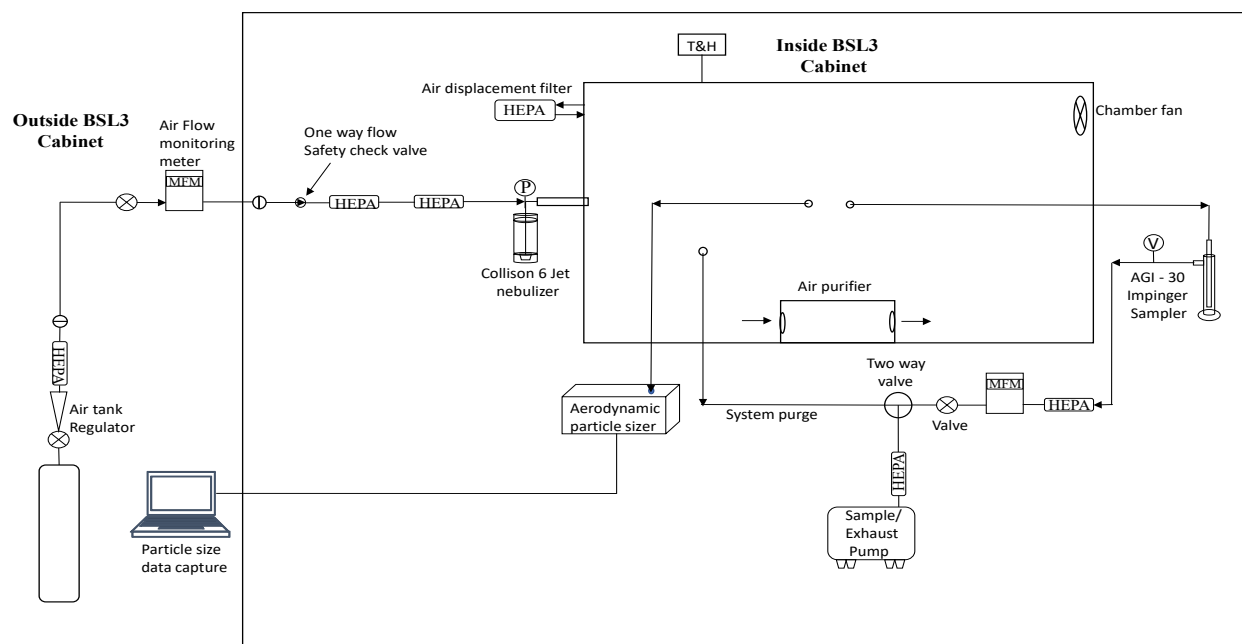 Outside BSL3
Cabinet
Inside BSL3
Cabinet
T&H
Air displacement filter
HEPA
Chamber fan
Air Flow
monitoring
meter
MFM
One way flow
Safety check valve
HEPA
HEPA
P
Collison 6 Jet
nebulizer
V
AGI - 30
Impinger
Sampler
Air purifier
HEPA
Air tank
Regulator
Aerodynamic
particle sizer
System purge
Two way
valve
Valve
MFM
HEPA
HEPA
Sample/
Exhaust
Pump
Particle size
data capture